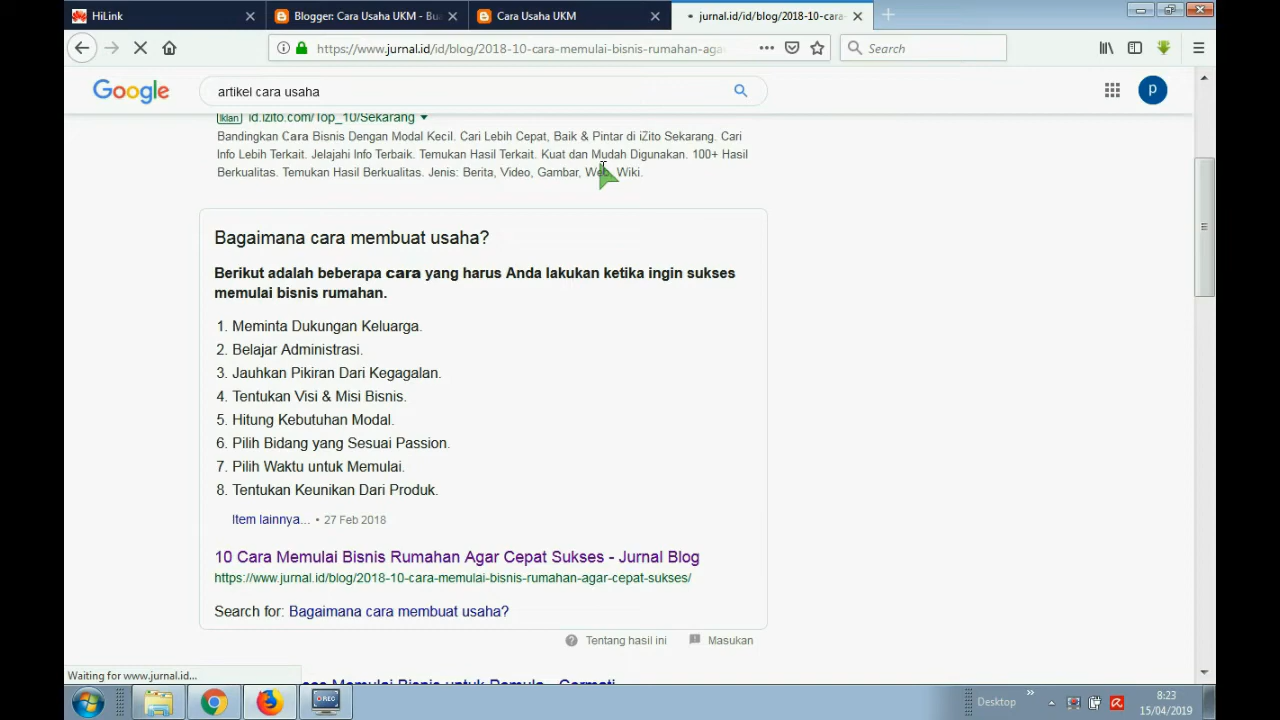 HiLink
Blogger: Cara Usaha UKM - Bua
Cara Usaha UKM
jurnal.id/id/blog/2018-10-cara-
https://www.jurnal.id/id/blog/2018-10-cara-memulai-bisnis-rumahan-aga
Search
Google
artikel cara usaha
p
Iklan id.izito.com/Top_10/Sekarang
Bandingkan Cara Bisnis Dengan Modal Kecil. Cari Lebih Cepat, Baik & Pintar di iZito Sekarang. Cari
Info Lebih Terkait. Jelajahi Info Terbaik. Temukan Hasil Terkait. Kuat dan Mudah Digunakan. 100+ Hasil
Berkualitas. Temukan Hasil Berkualitas. Jenis: Berita, Video, Gambar, Web, Wiki.
Bagaimana cara membuat usaha?
Berikut adalah beberapa cara yang harus Anda lakukan ketika ingin sukses
memulai bisnis rumahan.
1. Meminta Dukungan Keluarga.
2. Belajar Administrasi.
3. Jauhkan Pikiran Dari Kegagalan.
4. Tentukan Visi & Misi Bisnis.
5. Hitung Kebutuhan Modal.
6. Pilih Bidang yang Sesuai Passion.
7. Pilih Waktu untuk Memulai.
8. Tentukan Keunikan Dari Produk.
Item lainnya... • 27 Feb 2018
10 Cara Memulai Bisnis Rumahan Agar Cepat Sukses - Jurnal Blog
https://www.jurnal.id/blog/2018-10-cara-memulai-bisnis-rumahan-agar-cepat-sukses/
Search for: Bagaimana cara membuat usaha?
Tentang hasil ini Masukan
Memulai Bisnis untuk Pemula - Cermati
Waiting for www.jurnal.id...
REC
Desktop
8:23
15/04/2019